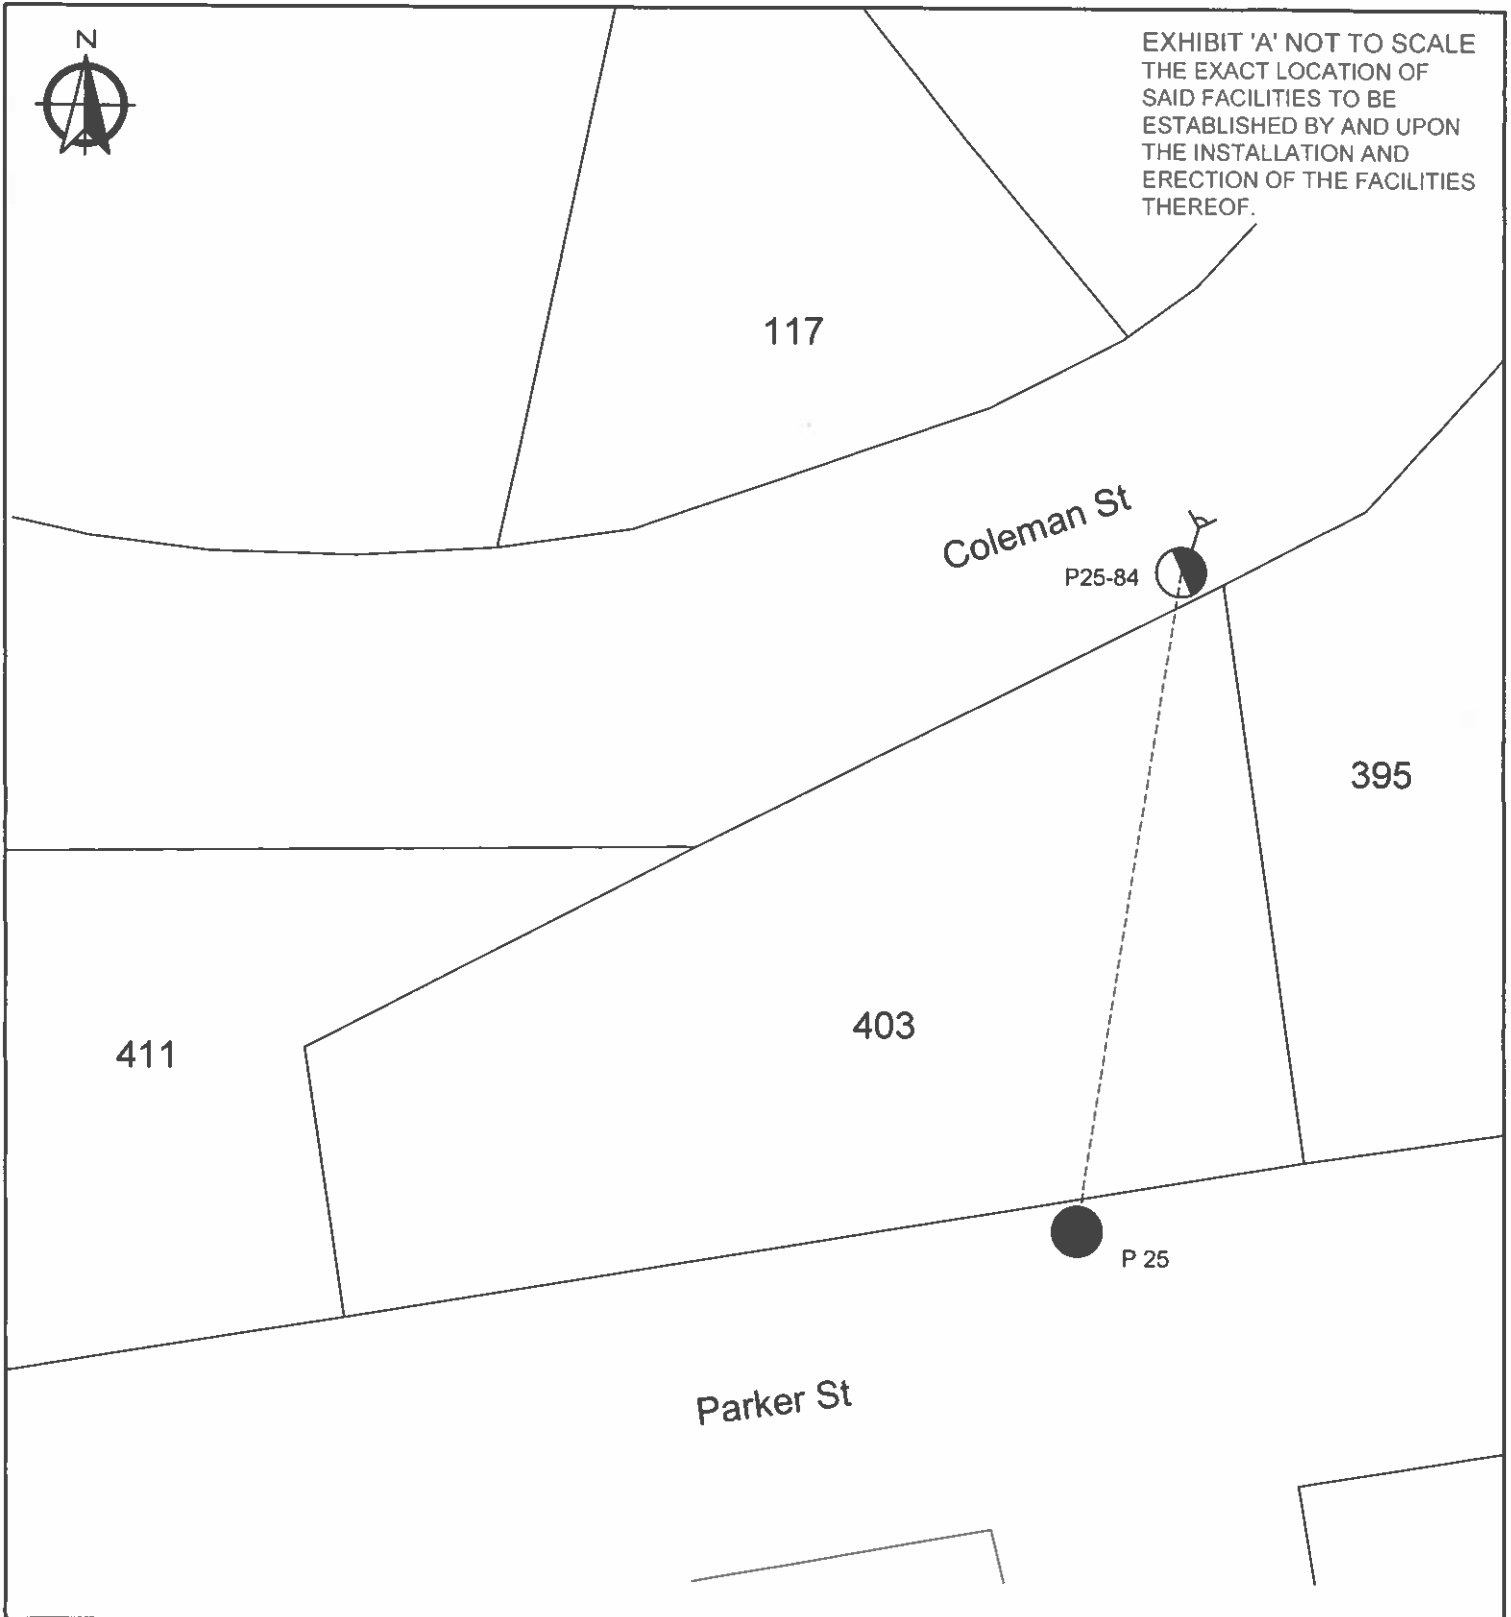 N
EXHIBIT 'A' NOT TO SCALE
THE EXACT LOCATION OF
SAID FACILITIES TO BE
ESTABLISHED BY AND UPON
THE INSTALLATION AND
ERECTION OF THE FACILITIES
THEREOF.
117
Coleman St
P25-84
395
403
411
P 25
Parker St